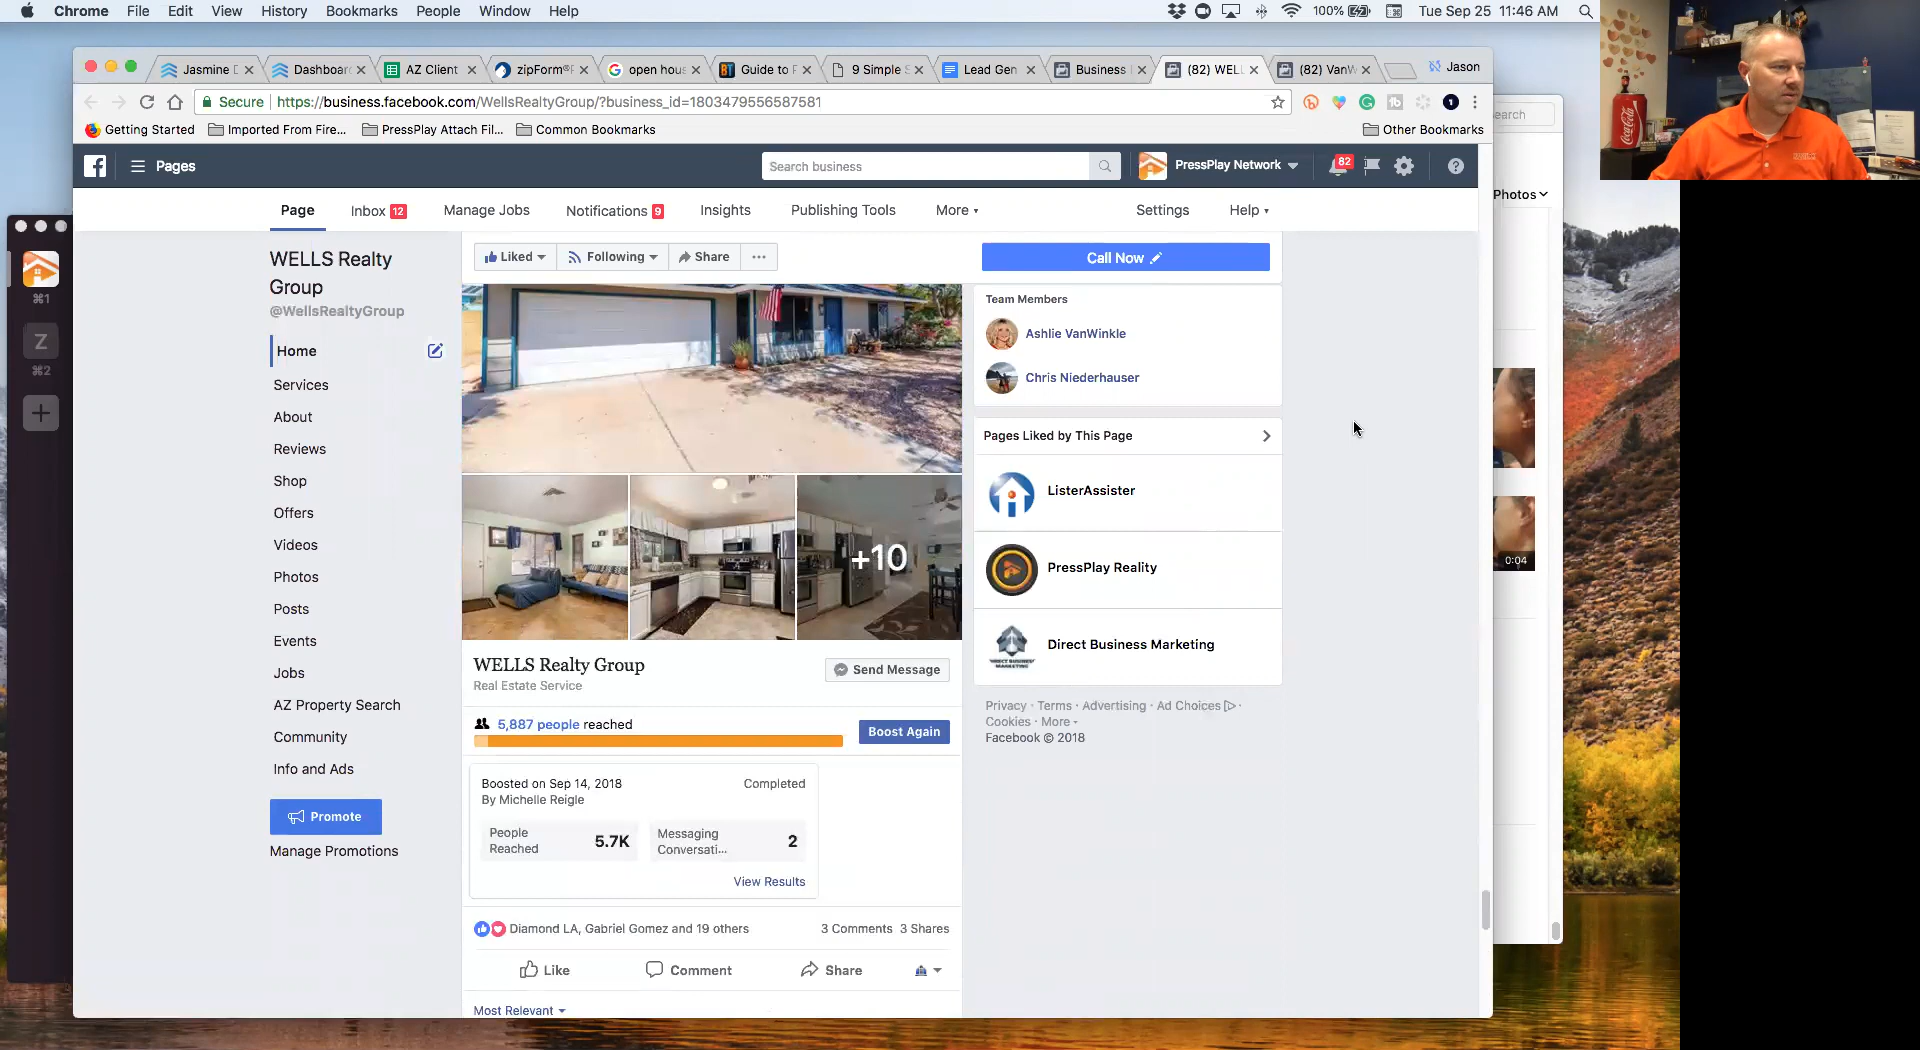 Chrome File Edit View History Bookmarks People Window Help
100% Tue Sep 25 11:46 AM
Jasmine
Dashboar
AZ Client
zipForm®
open hou
Guide to
9 Simple
Lead Gen
Business
(82) WEL
(82) VanW
Jason
Secure https://business.facebook.com/WellsRealtyGroup/?business_id=1803479556587581
Getting Started Imported From Fire... PressPlay Attach Fil... Common Bookmarks Other Bookmarks
Pages Search business PressPlay Network 82
Page Inbox 12 Manage Jobs Notifications 9 Insights Publishing Tools More Settings Help
WELLS Realty
Group
@WellsRealtyGroup
Home
Services
About
Reviews
Shop
Offers
Videos
Photos
Posts
Events
Jobs
AZ Property Search
Community
Info and Ads
Promote
Manage Promotions
Liked Following Share ... Call Now
+10
WELLS Realty Group
Real Estate Service
Send Message
5,887 people reached
Boost Again
Boosted on Sep 14, 2018 Completed
By Michelle Reigle
People
Reached
5.7K
Messaging
Conversati...
2
View Results
Diamond LA, Gabriel Gomez and 19 others 3 Comments 3 Shares
Like Comment Share
Most Relevant
Team Members
Ashlie VanWinkle
Chris Niederhauser
Pages Liked by This Page
ListerAssister
PressPlay Reality
DIRECT BUSINESS
MARKETING
Direct Business Marketing
Privacy · Terms · Advertising · Ad Choices ·
Cookies · More
Facebook © 2018
⌘1
Z
⌘2
earch
Photos
0:04
Coca-Cola